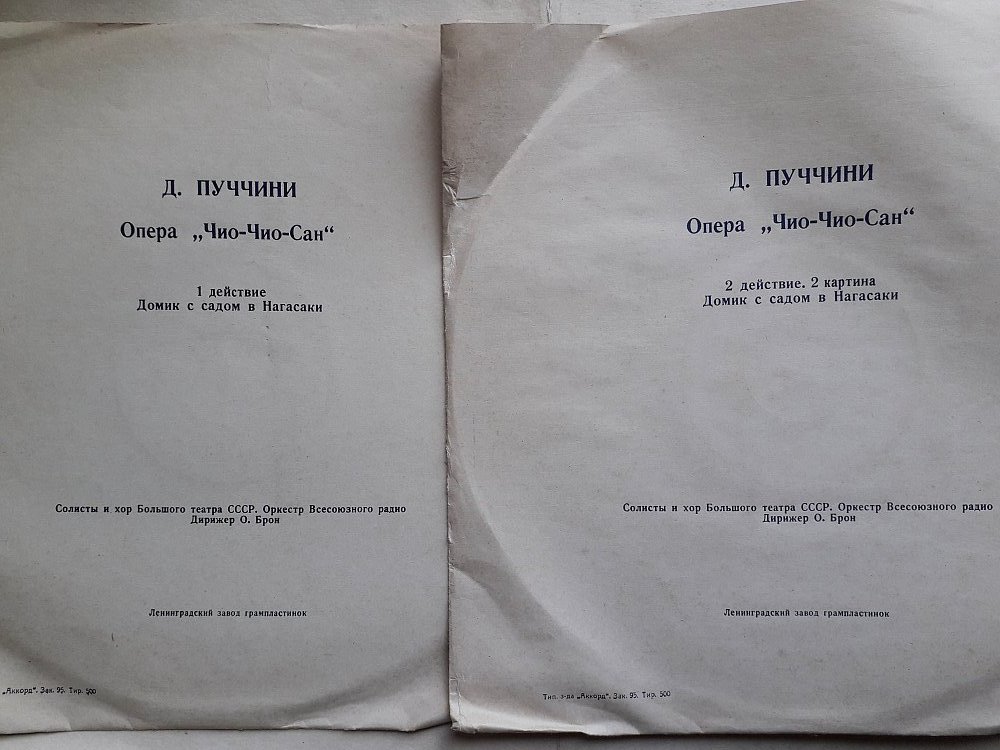 Д. ПУЧЧИНИ
Опера „Чио-Чио-Сан“
1 действие
Домик с садом в Нагасаки
Солисты и хор Большого театра СССР. Оркестр Всесоюзного радио
Дирижер О. Брон
Ленинградский завод грампластинок
„Аккорд“. Зак. 95. Тир. 500
Д. ПУЧЧИНИ
Опера „Чио-Чио-Сан“
2 действие. 2 картина
Домик с садом в Нагасаки
Солисты и хор Большого театра СССР. Оркестр Всесоюзного радио
Дирижер О. Брон
Ленинградский завод грампластинок
Тип. з-да „Аккорд“. Зак. 95. Тир. 500